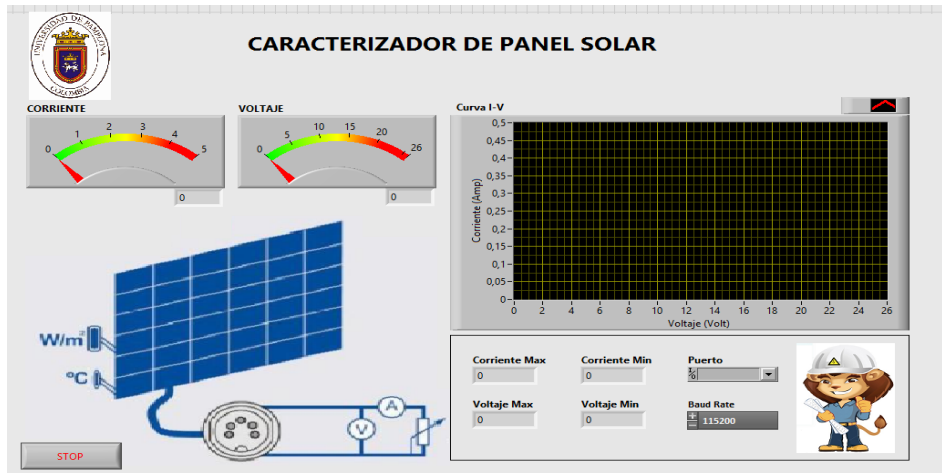 UNIVERSIDAD DE PAMPLONA
COLOMBIA
CARACTERIZADOR DE PANEL SOLAR
CORRIENTE
0 1 2 3 4 5
0
VOLTAJE
0 5 10 15 20 26
0
Curva I-V
Corriente (Amp)
0,5
0,45
0,4
0,35
0,3
0,25
0,2
0,15
0,1
0,05
0
0 2 4 6 8 10 12 14 16 18 20 22 24 26
Voltaje (Volt)
W/m²
ºC
A
V
STOP
Corriente Max
0
Corriente Min
0
Puerto
Voltaje Max
0
Voltaje Min
0
Baud Rate
115200